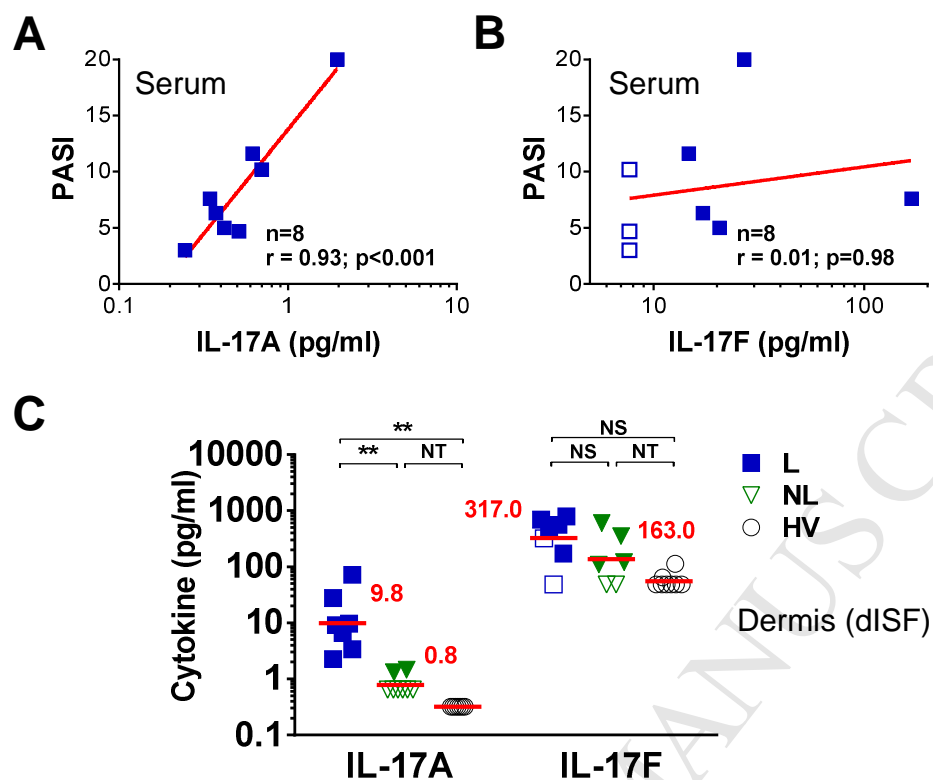 A
20
15
10
5
0
PASI
Serum
n=8
r = 0.93; p<0.001
0.1
1
10
IL-17A (pg/ml)
B
20
15
10
5
0
PASI
Serum
n=8
r = 0.01; p=0.98
10
100
IL-17F (pg/ml)
C
10000
1000
100
10
1
0.1
Cytokine (pg/ml)
**
** NT
NS
NS NT
317.0
163.0
9.8
0.8
IL-17A IL-17F
L
NL
HV
Dermis (dISF)